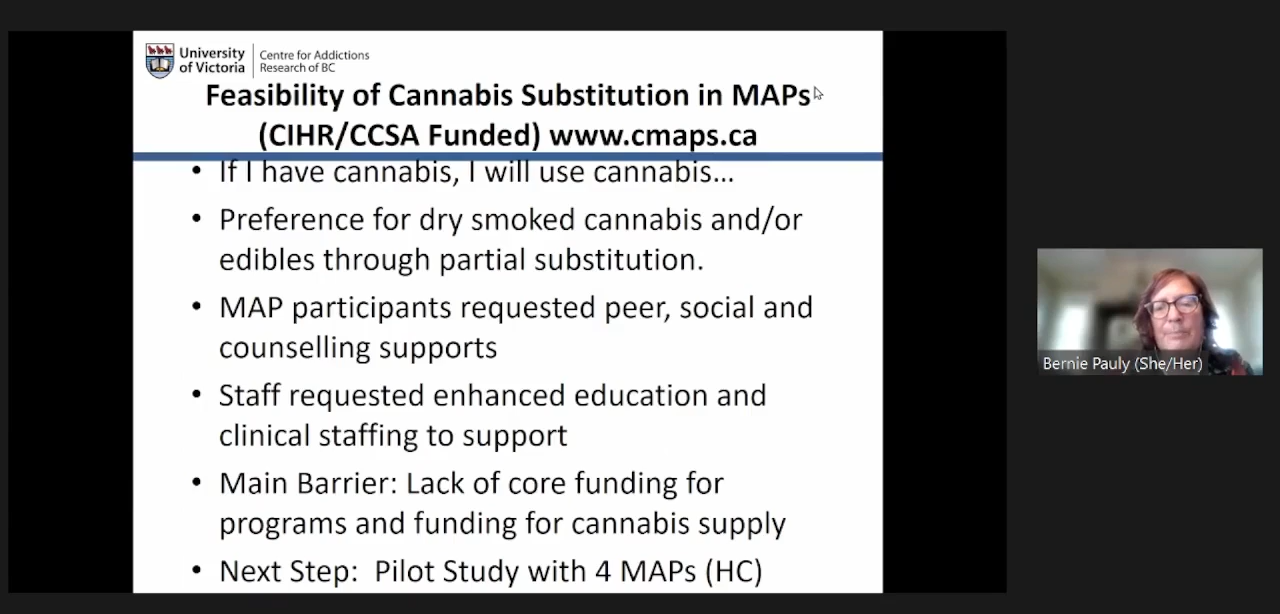 University
of Victoria
Centre for Addictions
Research of BC
Feasibility of Cannabis Substitution in MAPs
(CIHR/CCSA Funded) www.cmaps.ca
• If I have cannabis, I will use cannabis…
• Preference for dry smoked cannabis and/or
edibles through partial substitution.
• MAP participants requested peer, social and
counselling supports
• Staff requested enhanced education and
clinical staffing to support
• Main Barrier: Lack of core funding for
programs and funding for cannabis supply
• Next Step:  Pilot Study with 4 MAPs (HC)
Bernie Pauly (She/Her)